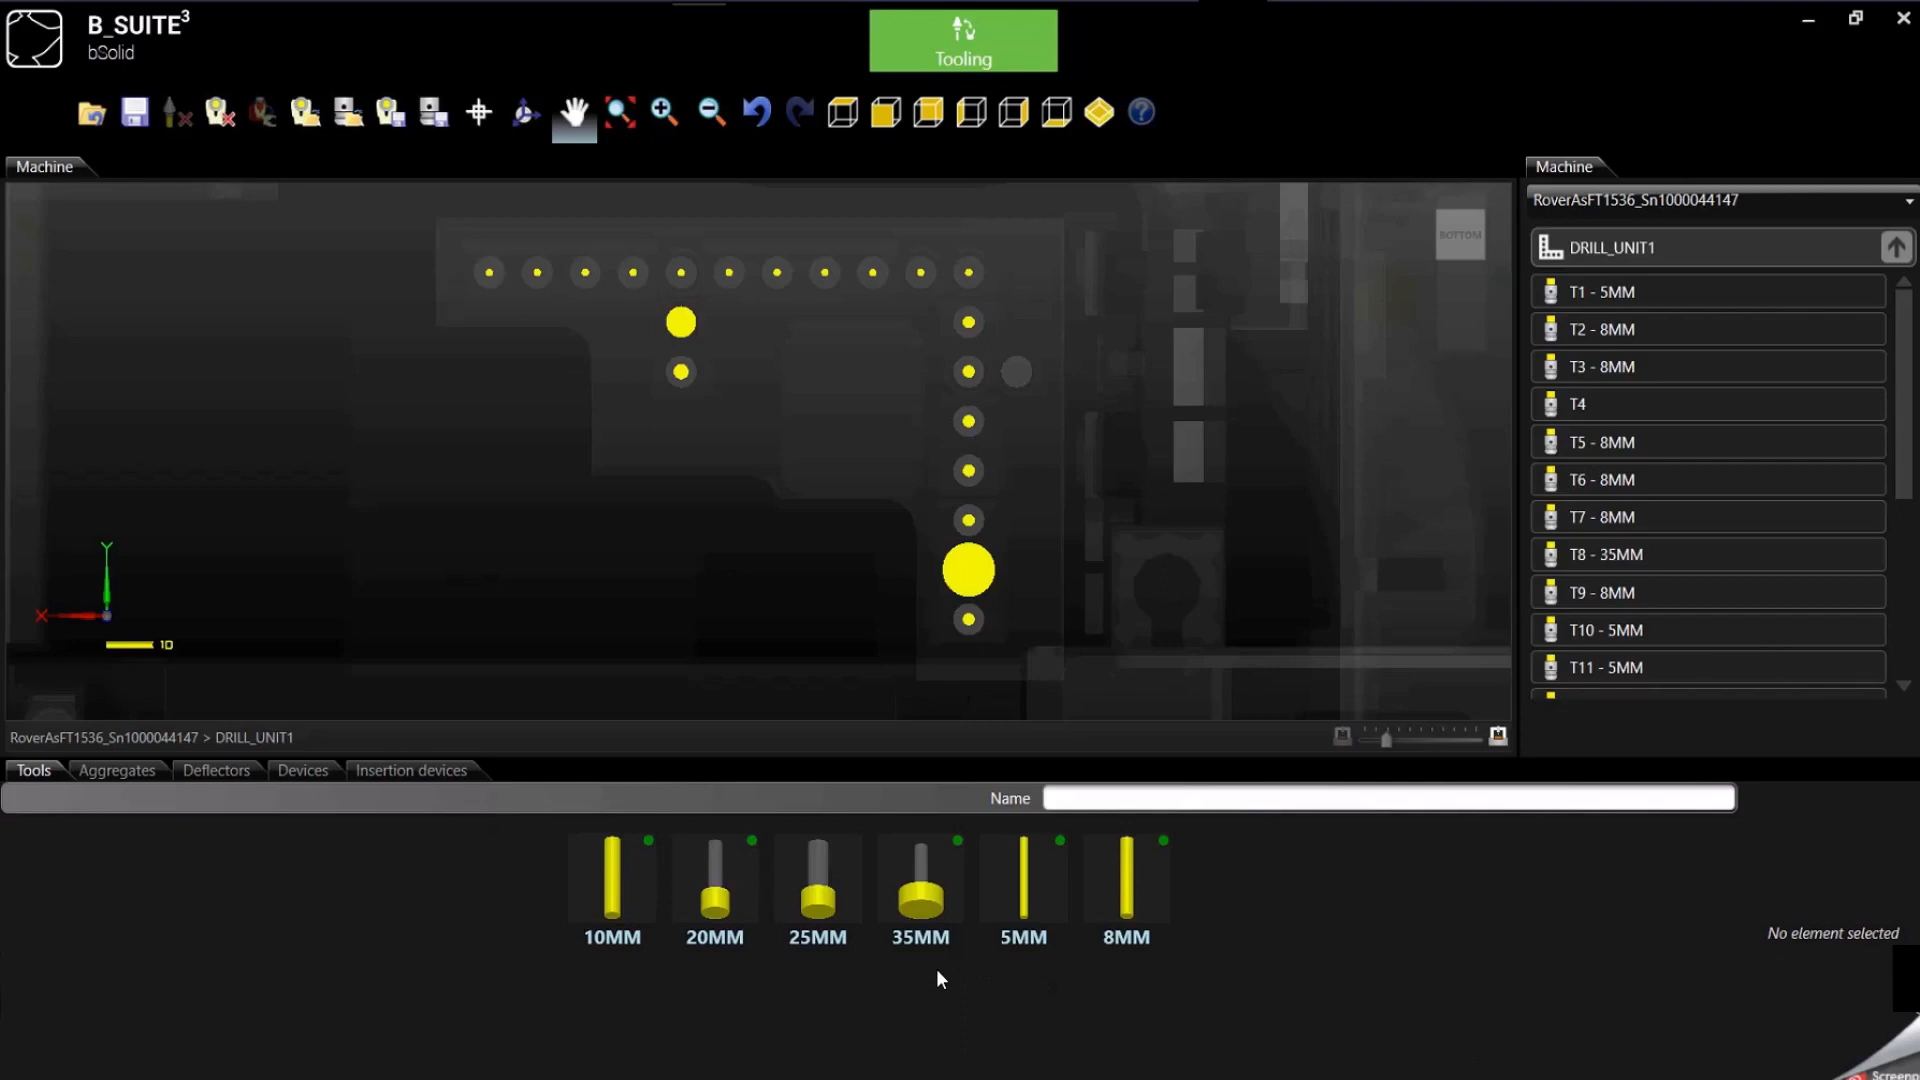 B_SUITE³
bSolid
Tooling
Machine
BOTTOM
X
Y
10
RoverAsFT1536_Sn1000044147 > DRILL_UNIT1
Machine
RoverAsFT1536_Sn1000044147
DRILL_UNIT1
T1 - 5MM
T2 - 8MM
T3 - 8MM
T4
T5 - 8MM
T6 - 8MM
T7 - 8MM
T8 - 35MM
T9 - 8MM
T10 - 5MM
T11 - 5MM
Tools Aggregates Deflectors Devices Insertion devices
Name
10MM 20MM 25MM 35MM 5MM 8MM
No element selected